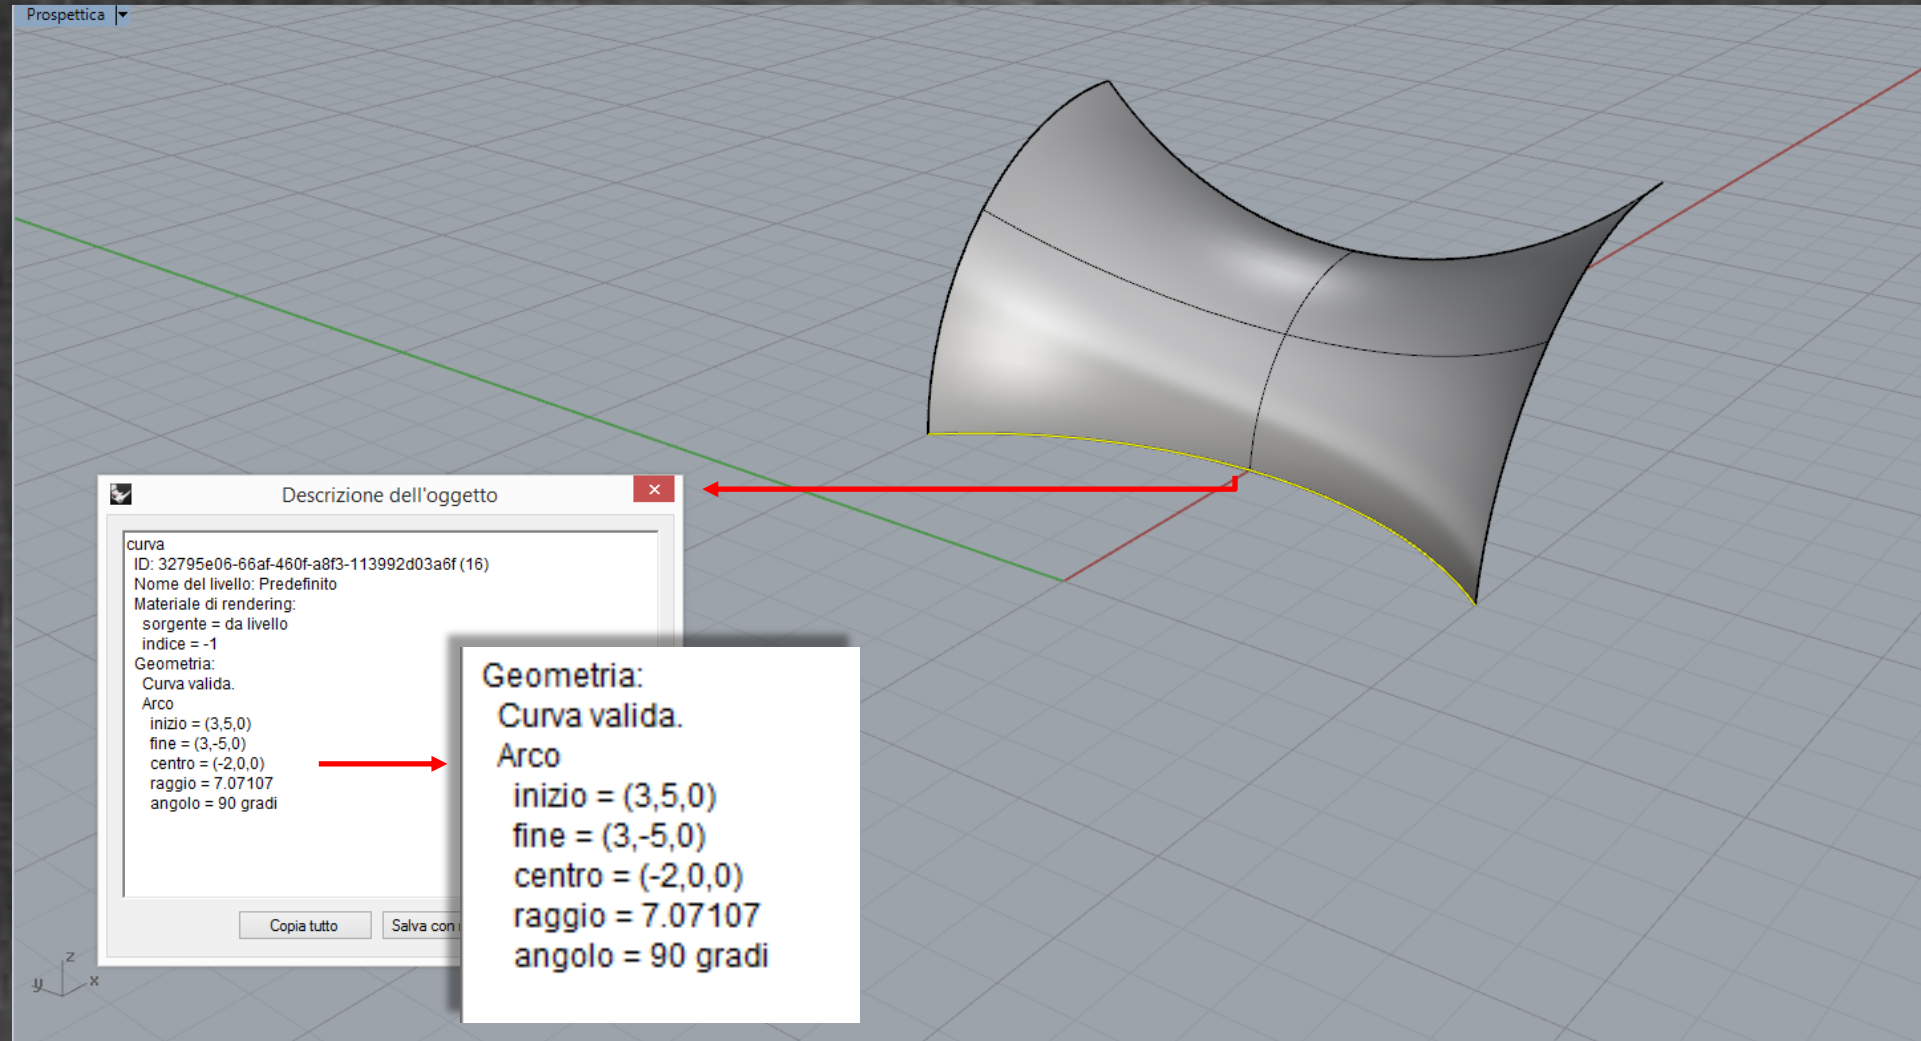 Prospettica
Descrizione dell'oggetto
curva
ID: 32795e06-66af-460f-a8f3-113992d03a6f (16)
Nome del livello: Predefinito
Materiale di rendering:
sorgente = da livello
indice = -1
Geometria:
Curva valida.
Arco
inizio = (3,5,0)
fine = (3,-5,0)
centro = (-2,0,0)
raggio = 7.07107
angolo = 90 gradi
Copia tutto
Salva con
Geometria:
Curva valida.
Arco
inizio = (3,5,0)
fine = (3,-5,0)
centro = (-2,0,0)
raggio = 7.07107
angolo = 90 gradi
z
y
x